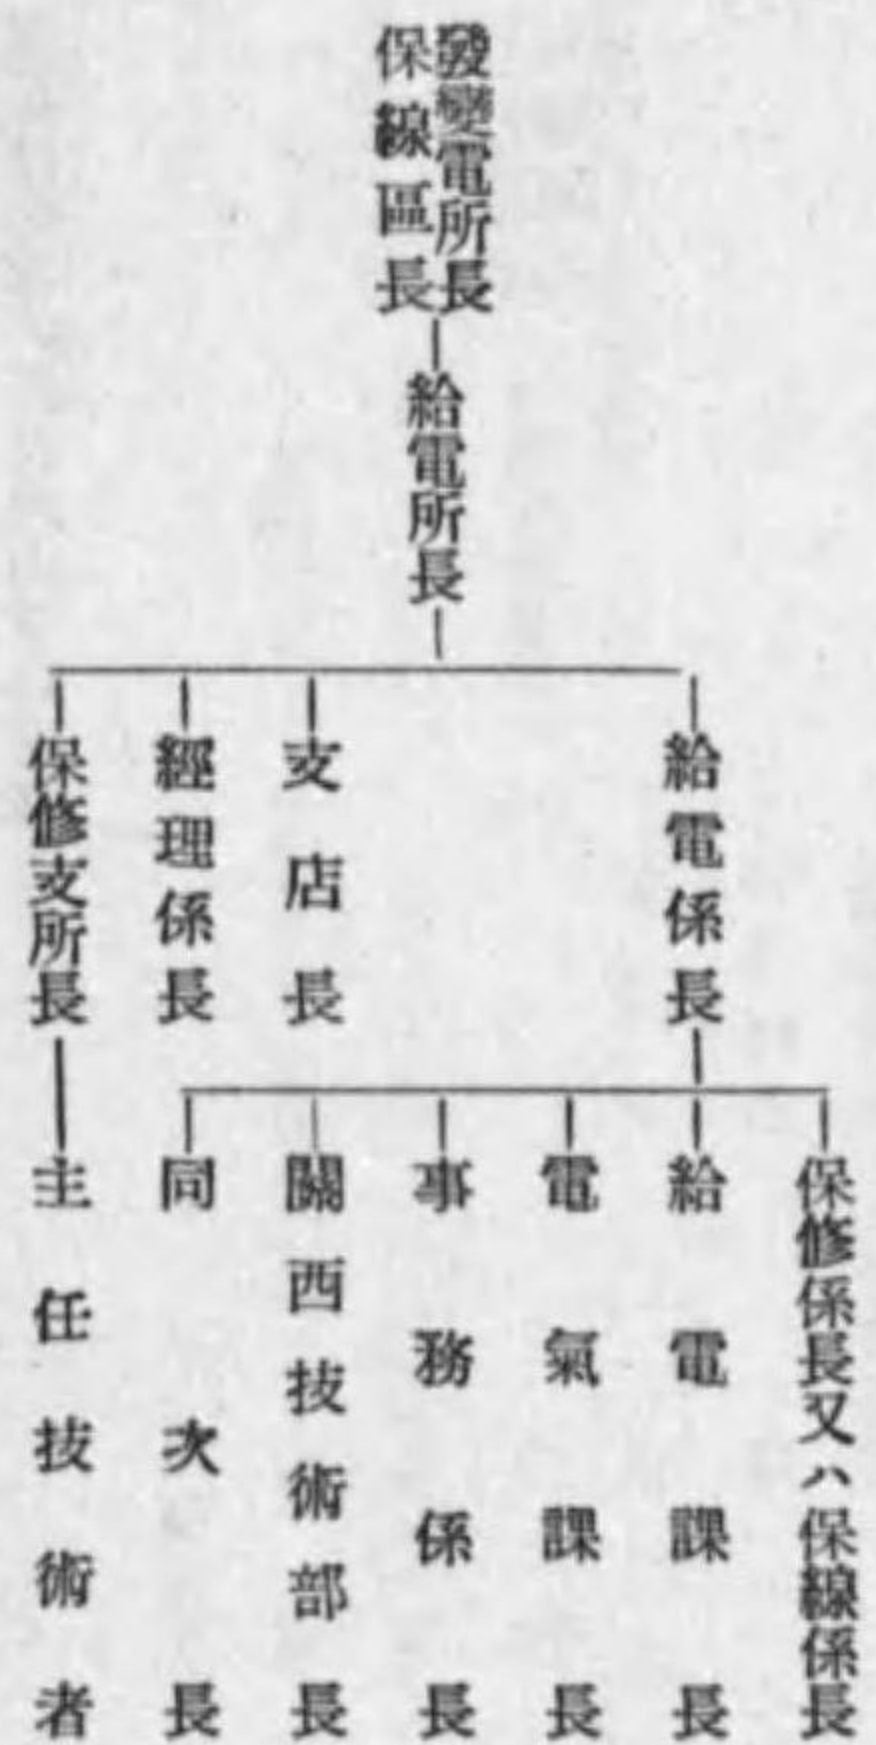 發變電所長
保線區長
給電所長
給電係長
支店長
經理係長
保修支所長
保修係長又ハ保線係長
給電課長
電氣課長
事務係長
關西技術部長
同次長
主任技術者